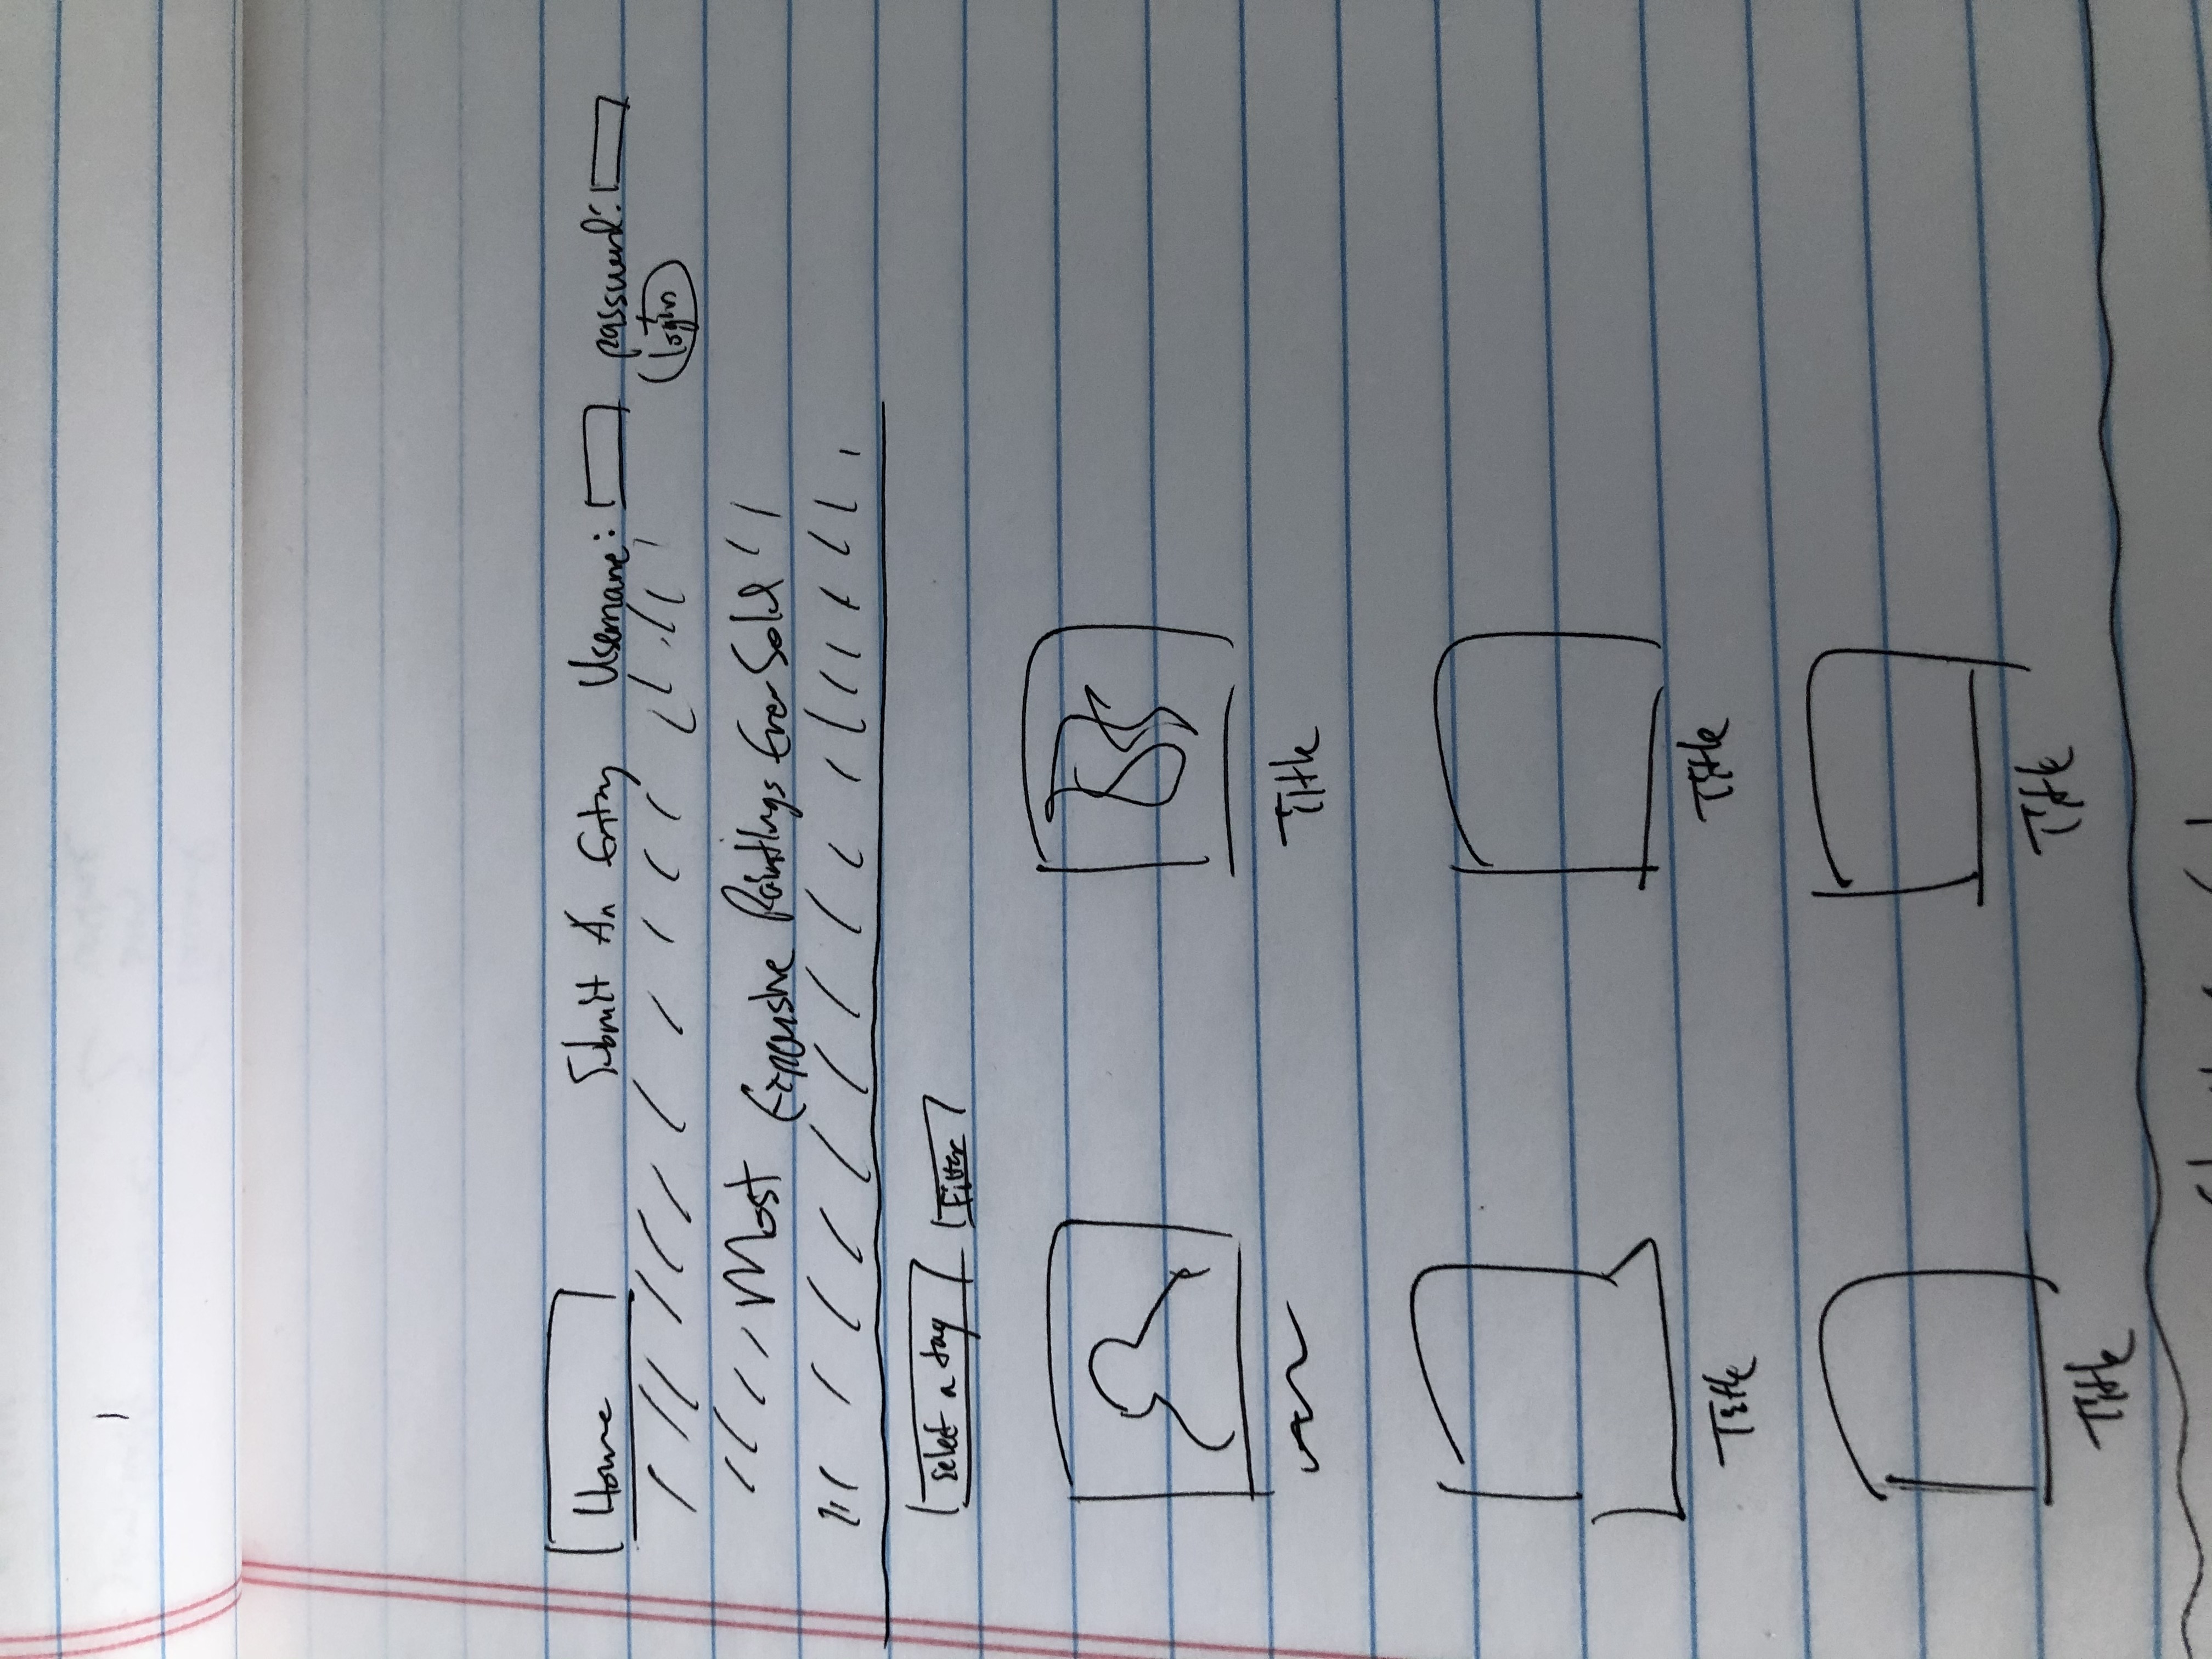 Home Submit An Entry Username: password:
login
Most Expensive Paintings Ever Sold
Select a tag Filter
Title
Title Title
Title Title